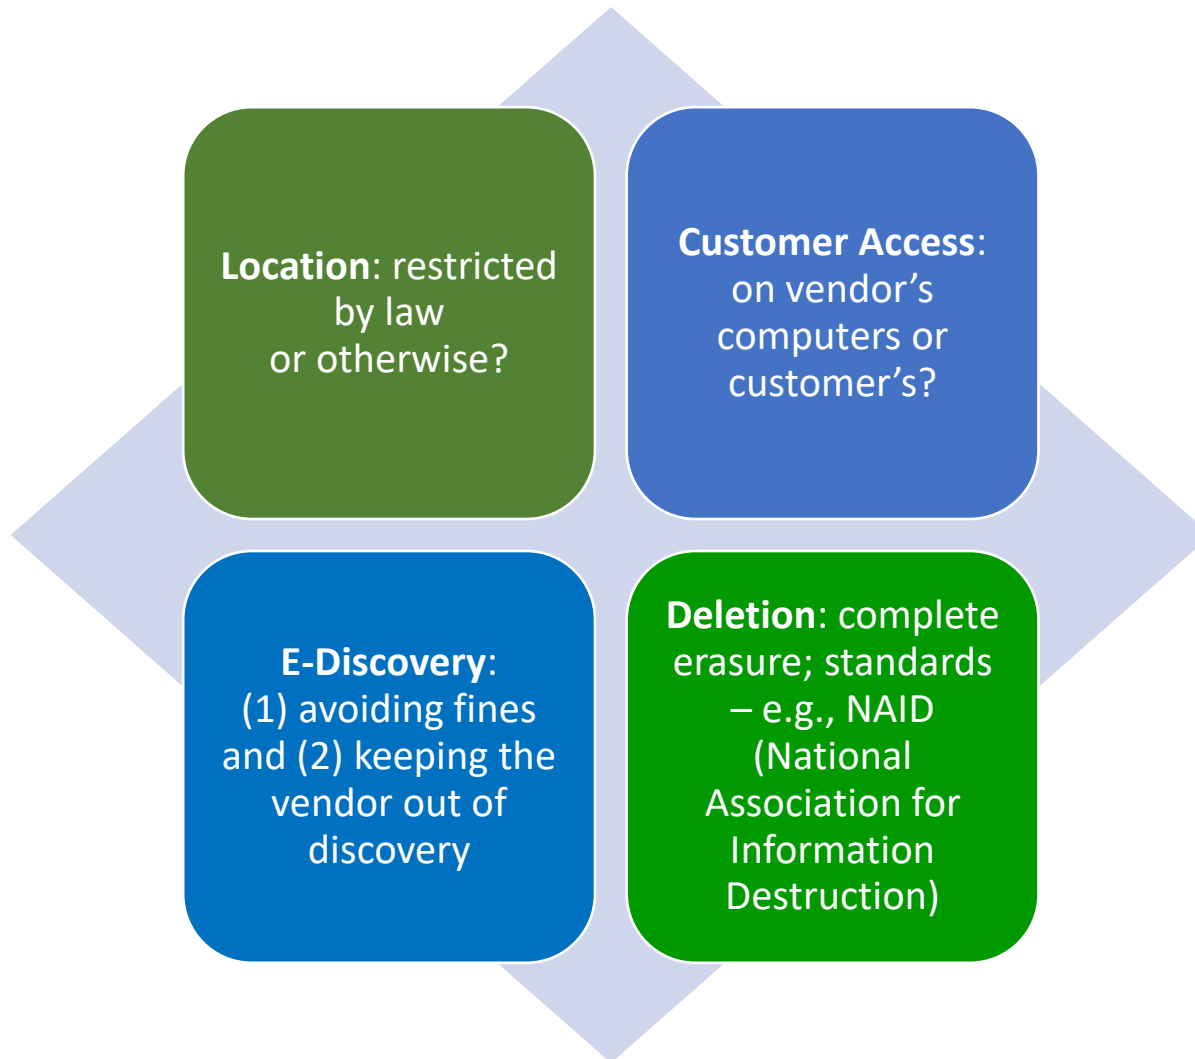 Location: restricted
by law
or otherwise?
Customer Access:
on vendor’s
computers or
customer’s?
E-Discovery:
(1) avoiding fines
and (2) keeping the
vendor out of
discovery
Deletion: complete
erasure; standards
– e.g., NAID
(National
Association for
Information
Destruction)